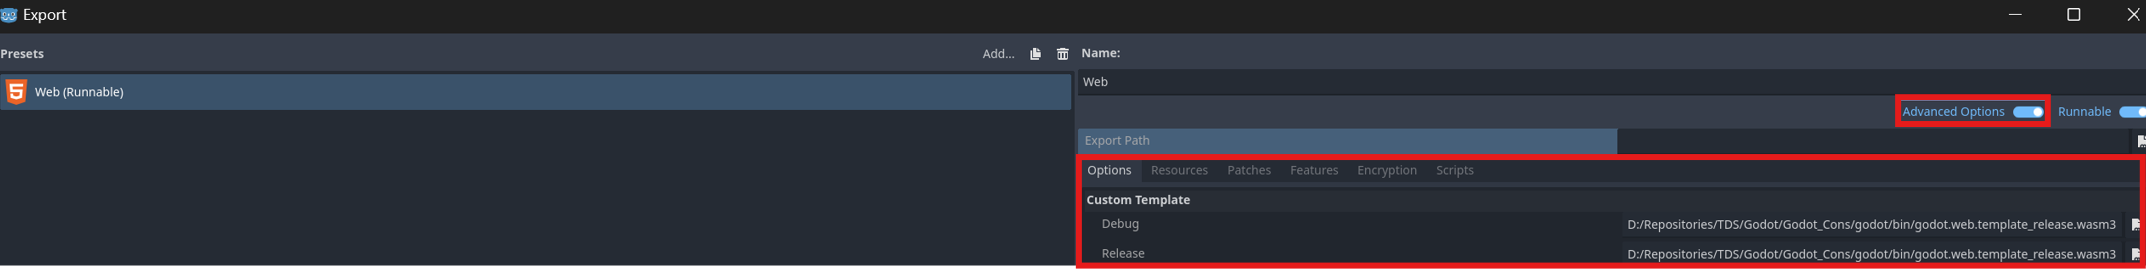 Export
Presets
Add...
Name:
Web (Runnable)
Web
Advanced Options
Runnable
Export Path
Options Resources Patches Features Encryption Scripts
Custom Template
Debug
D:/Repositories/TDS/Godot/Godot_Cons/godot/bin/godot.web.template_release.wasm3
Release
D:/Repositories/TDS/Godot/Godot_Cons/godot/bin/godot.web.template_release.wasm3